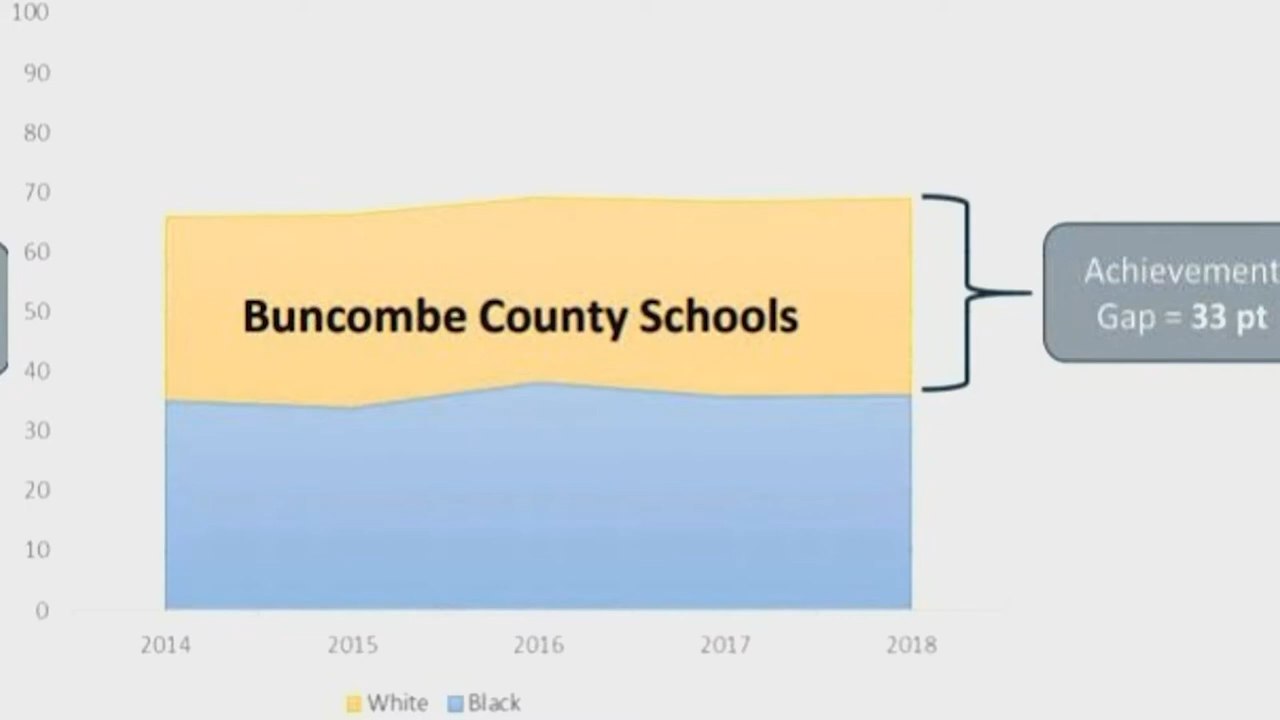 100
90
80
70
60
50
40
30
20
10
0
Buncombe County Schools
Achievement
Gap = 33 pt
2014 2015 2016 2017 2018
White Black